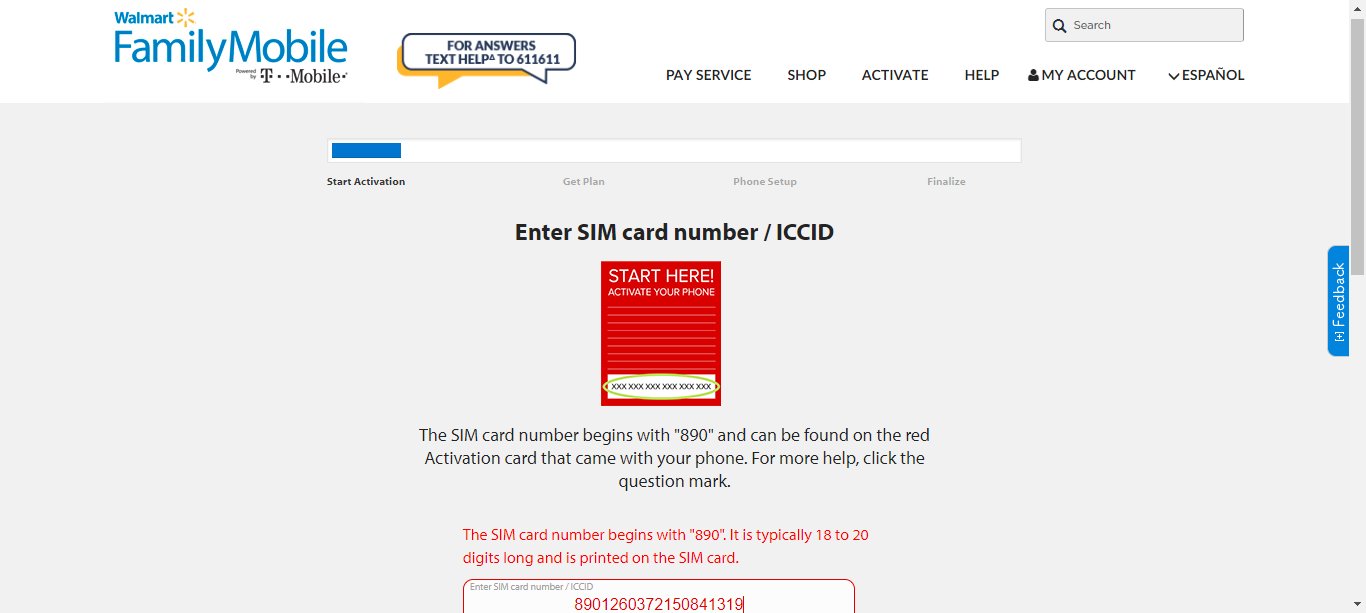 Walmart
FamilyMobile
Powered by T··Mobile·
FOR ANSWERS
TEXT HELP∆ TO 611611
Search
PAY SERVICE
SHOP
ACTIVATE
HELP
MY ACCOUNT
ESPAÑOL
Start Activation
Get Plan
Phone Setup
Finalize
Enter SIM card number / ICCID
START HERE!
ACTIVATE YOUR PHONE
XXX XXX XXX XXX XXX XXX
The SIM card number begins with "890" and can be found on the red
Activation card that came with your phone. For more help, click the
question mark.
The SIM card number begins with "890". It is typically 18 to 20
digits long and is printed on the SIM card.
Enter SIM card number / ICCID
8901260372150841319
[+] Feedback